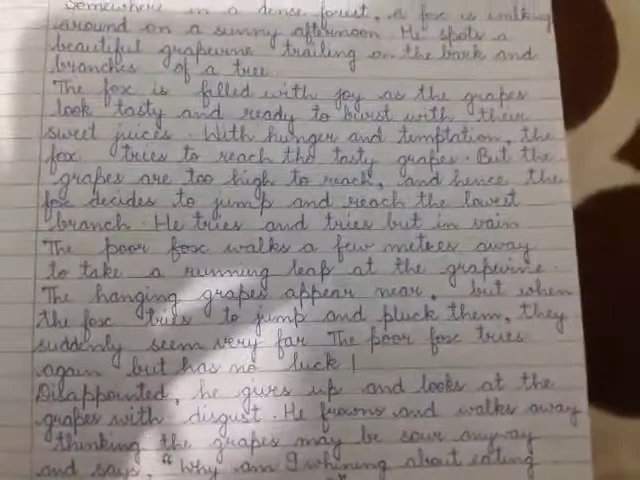 Somewhere in a dense forest, a fox is walking
around on a sunny afternoon He spots a
beautiful grapevine trailing on the bark and
branches of a tree.
The fox is filled with joy as the grapes
look tasty and ready to burst with their
sweet juices. With hunger and temptation, the
fox tries to reach the tasty grapes. But the
grapes are too high to reach, and hence the
fox decides to jump and reach the lowest
branch. He tries and tries but in vain
The poor fox walks a few metres away
to take a running leap at the grapevine.
The hanging grapes appear near, but when
the fox tries to jump and pluck them, they
suddenly seem very far The poor fox tries
again but has no luck!
Disappointed, he gives up and looks at the
grapes with disgust. He frowns and walks away
thinking the grapes may be sour anyway
and says, "Why am I whining about eating